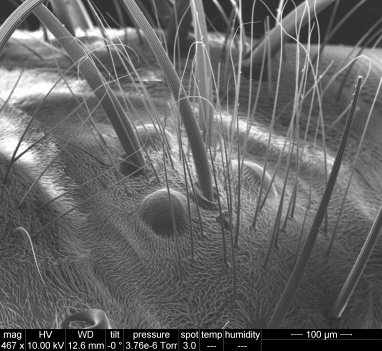 mag HV WD tilt pressure spot temp humidity — 100 µm —
467 x 10.00 kV 12.6 mm -0 ° 3.76e-6 Torr 3.0 --- ---